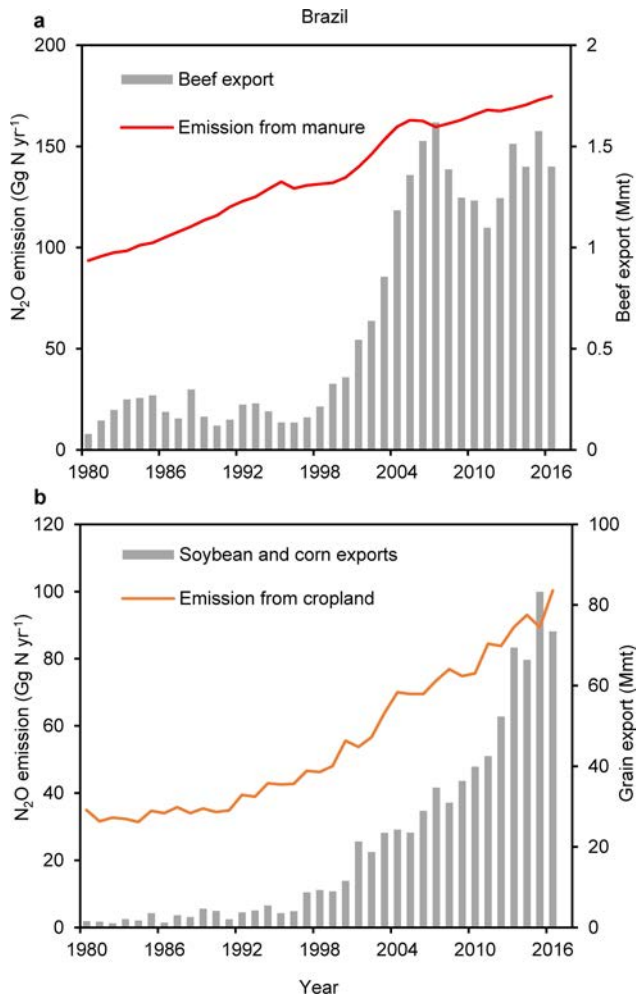 Brazil
a
200
150
100
50
0
N₂O emission (Gg N yr⁻¹)
2
1.5
1
0.5
0
Beef export (Mmt)
Beef export
Emission from manure
1980 1986 1992 1998 2004 2010 2016
b
120
100
80
60
40
20
0
N₂O emission (Gg N yr⁻¹)
100
80
60
40
20
0
Grain export (Mmt)
Soybean and corn exports
Emission from cropland
1980 1986 1992 1998 2004 2010 2016
Year